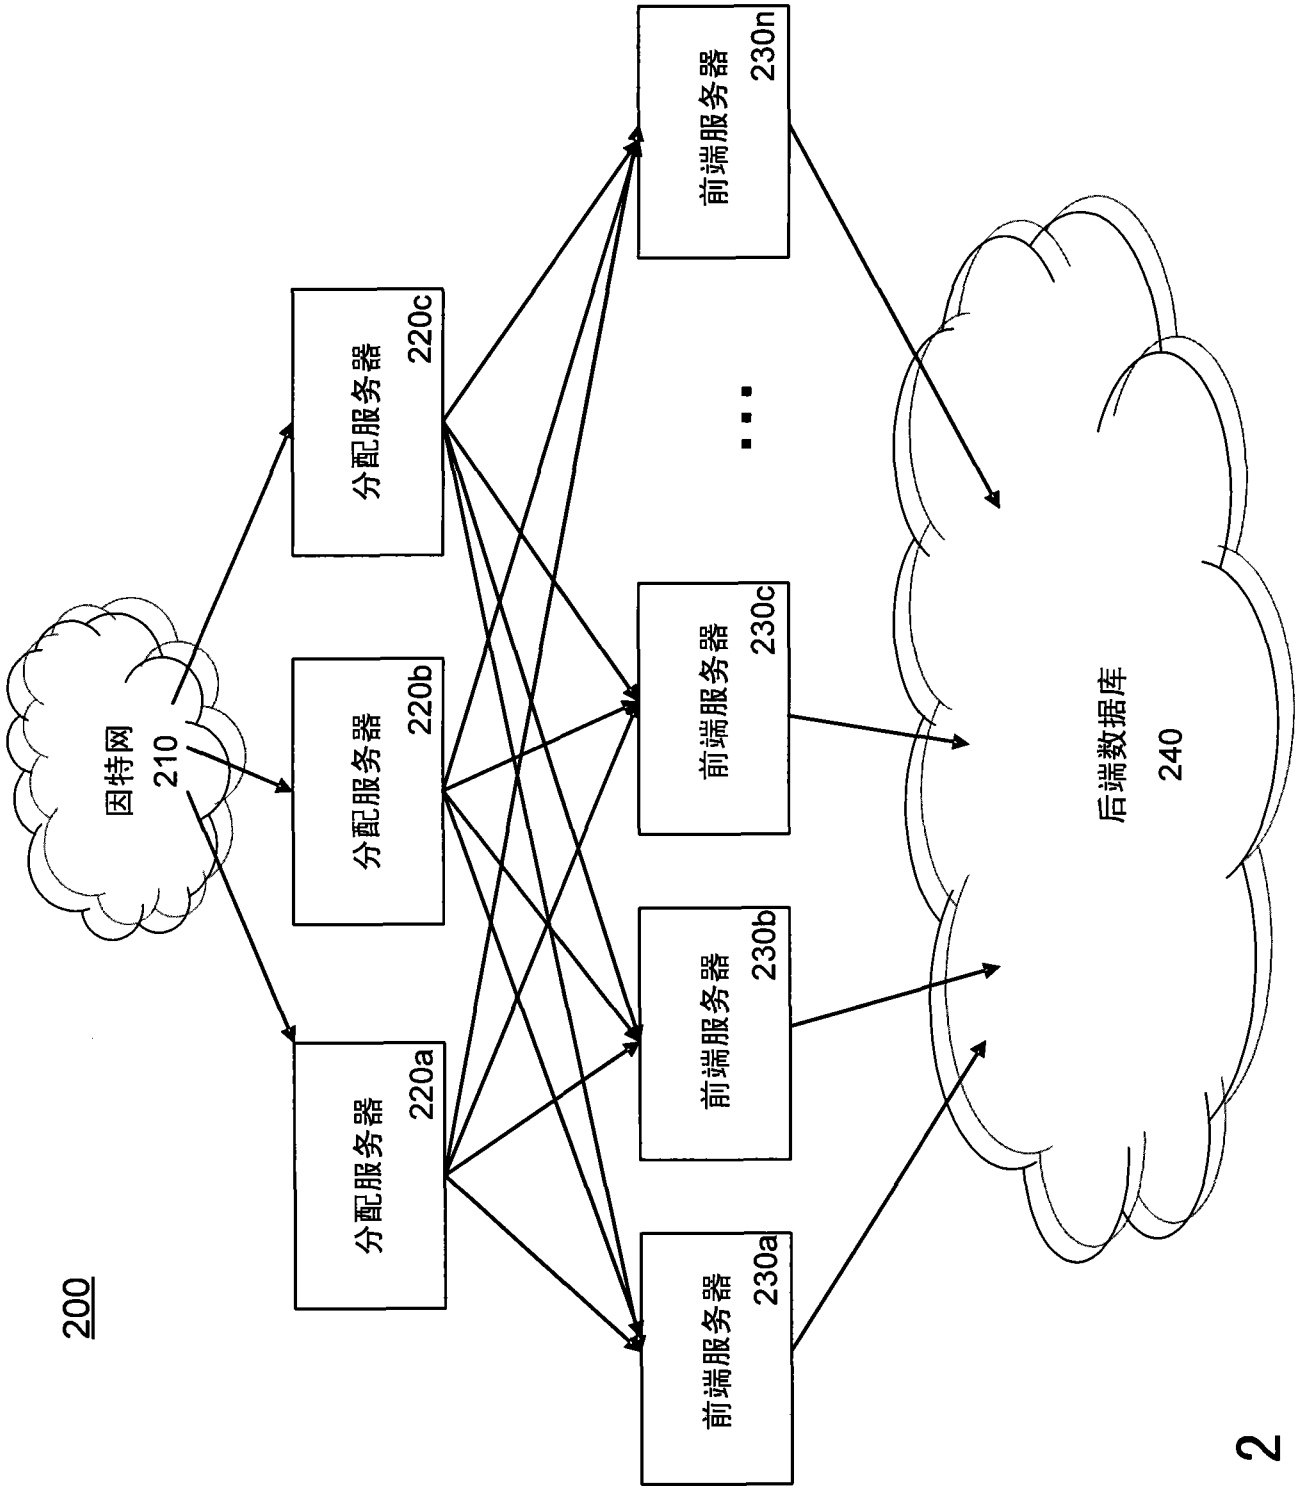 200
因特网
210
分配服务器
220a
分配服务器
220b
分配服务器
220c
前端服务器
230a
前端服务器
230b
前端服务器
230c
...
前端服务器
230n
后端数据库
240
2